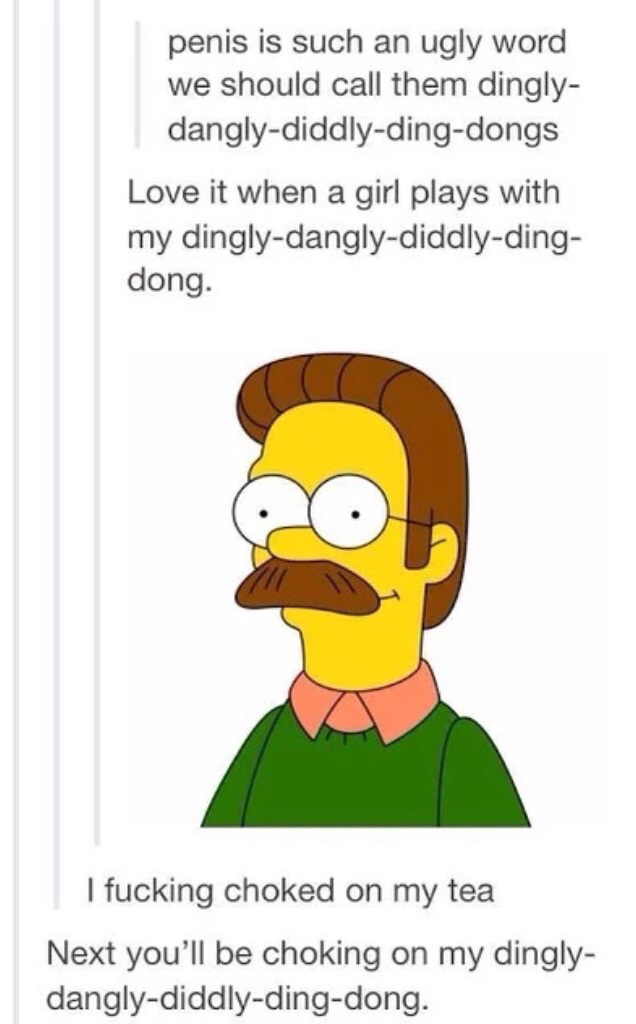 penis is such an ugly word
we should call them dingly-
dangly-diddly-ding-dongs
Love it when a girl plays with
my dingly-dangly-diddly-ding-
dong.
I fucking choked on my tea
Next you’ll be choking on my dingly-
dangly-diddly-ding-dong.